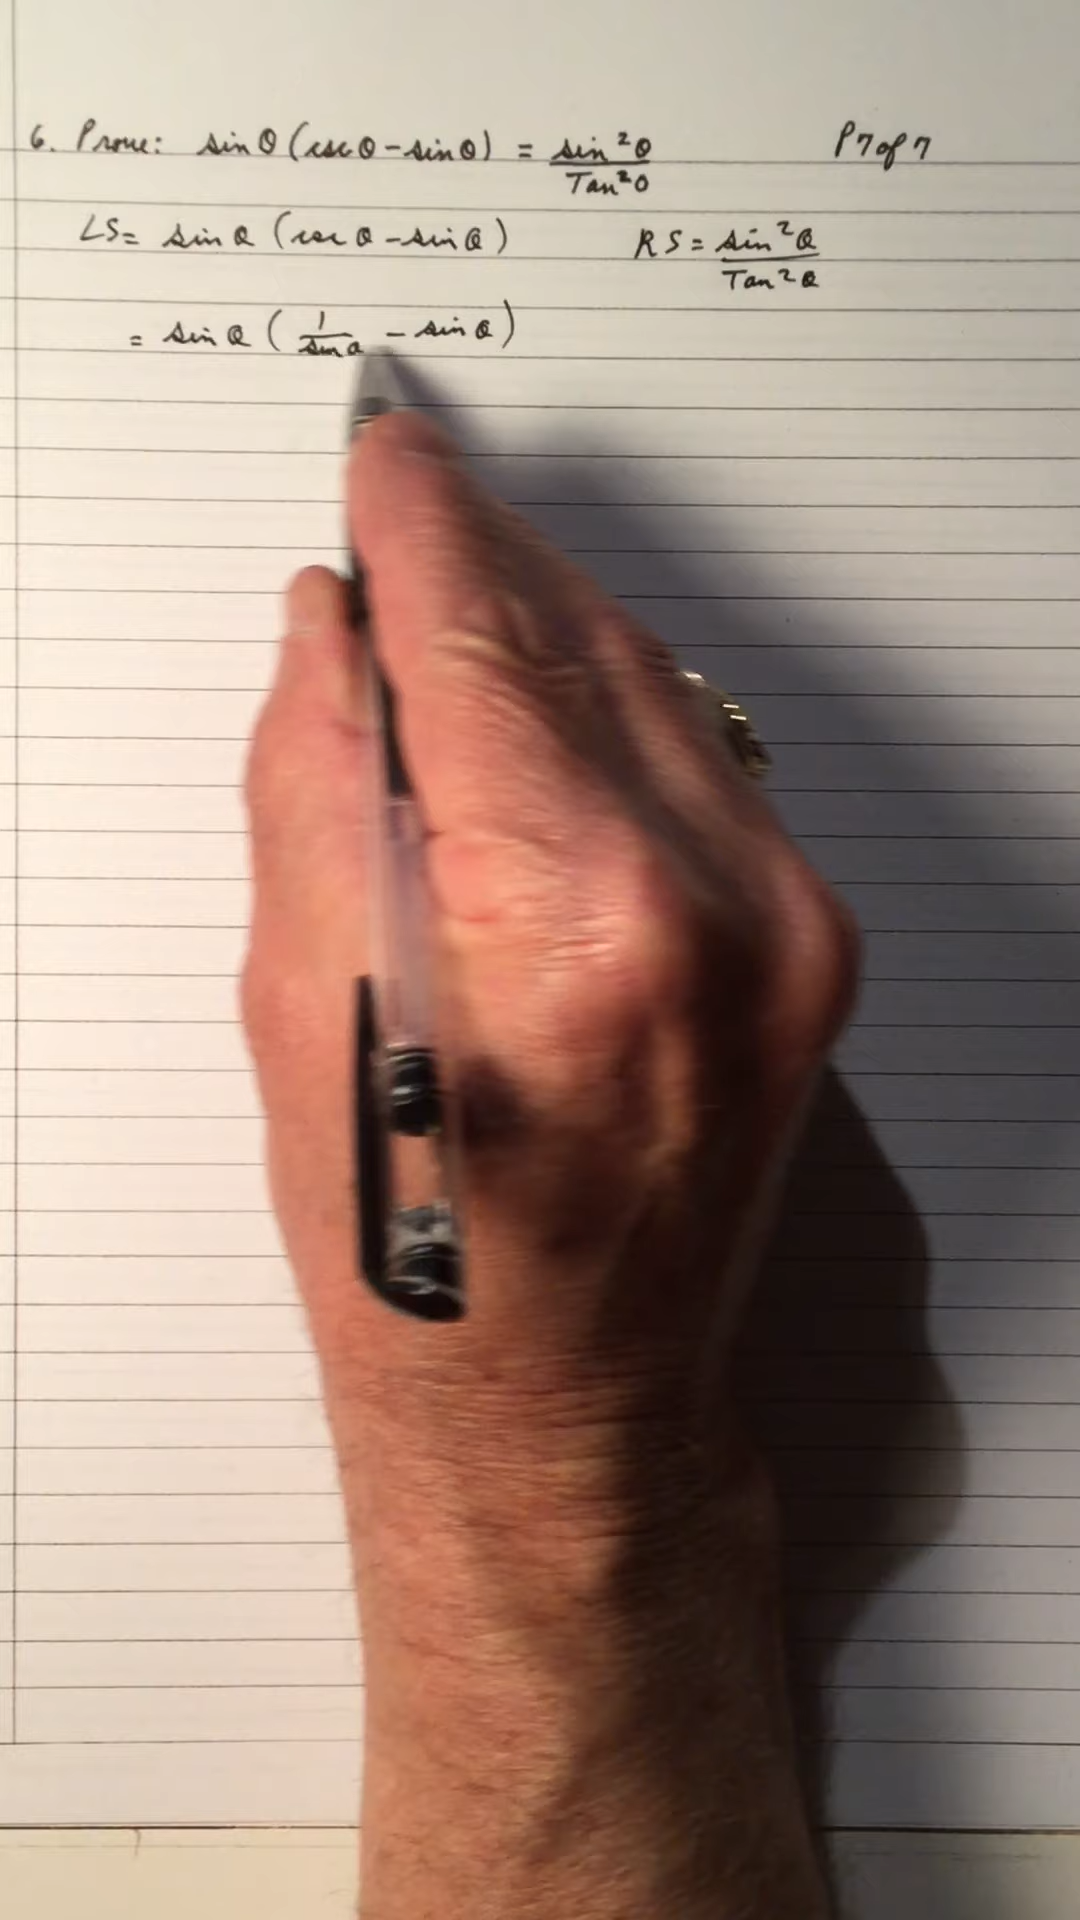 6. Prove: sin θ (csc θ - sin θ) = sin²θ / Tan²θ P7 of 7
LS = sin θ (csc θ - sin θ) RS = sin²θ / Tan²θ
= sin θ ( 1 / sin θ - sin θ )